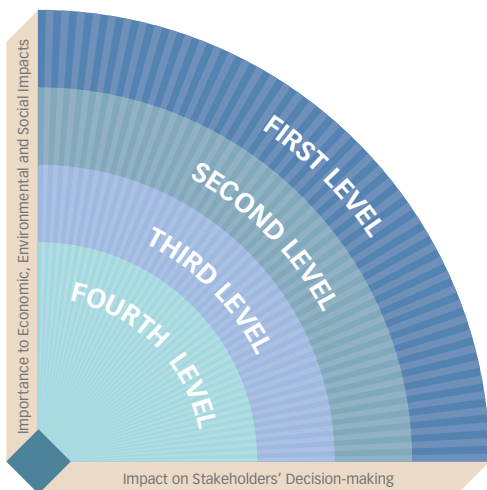 Importance to Economic, Environmental and Social Impacts
FIRST LEVEL
SECOND LEVEL
THIRD LEVEL
FOURTH LEVEL
Impact on Stakeholders’ Decision-making